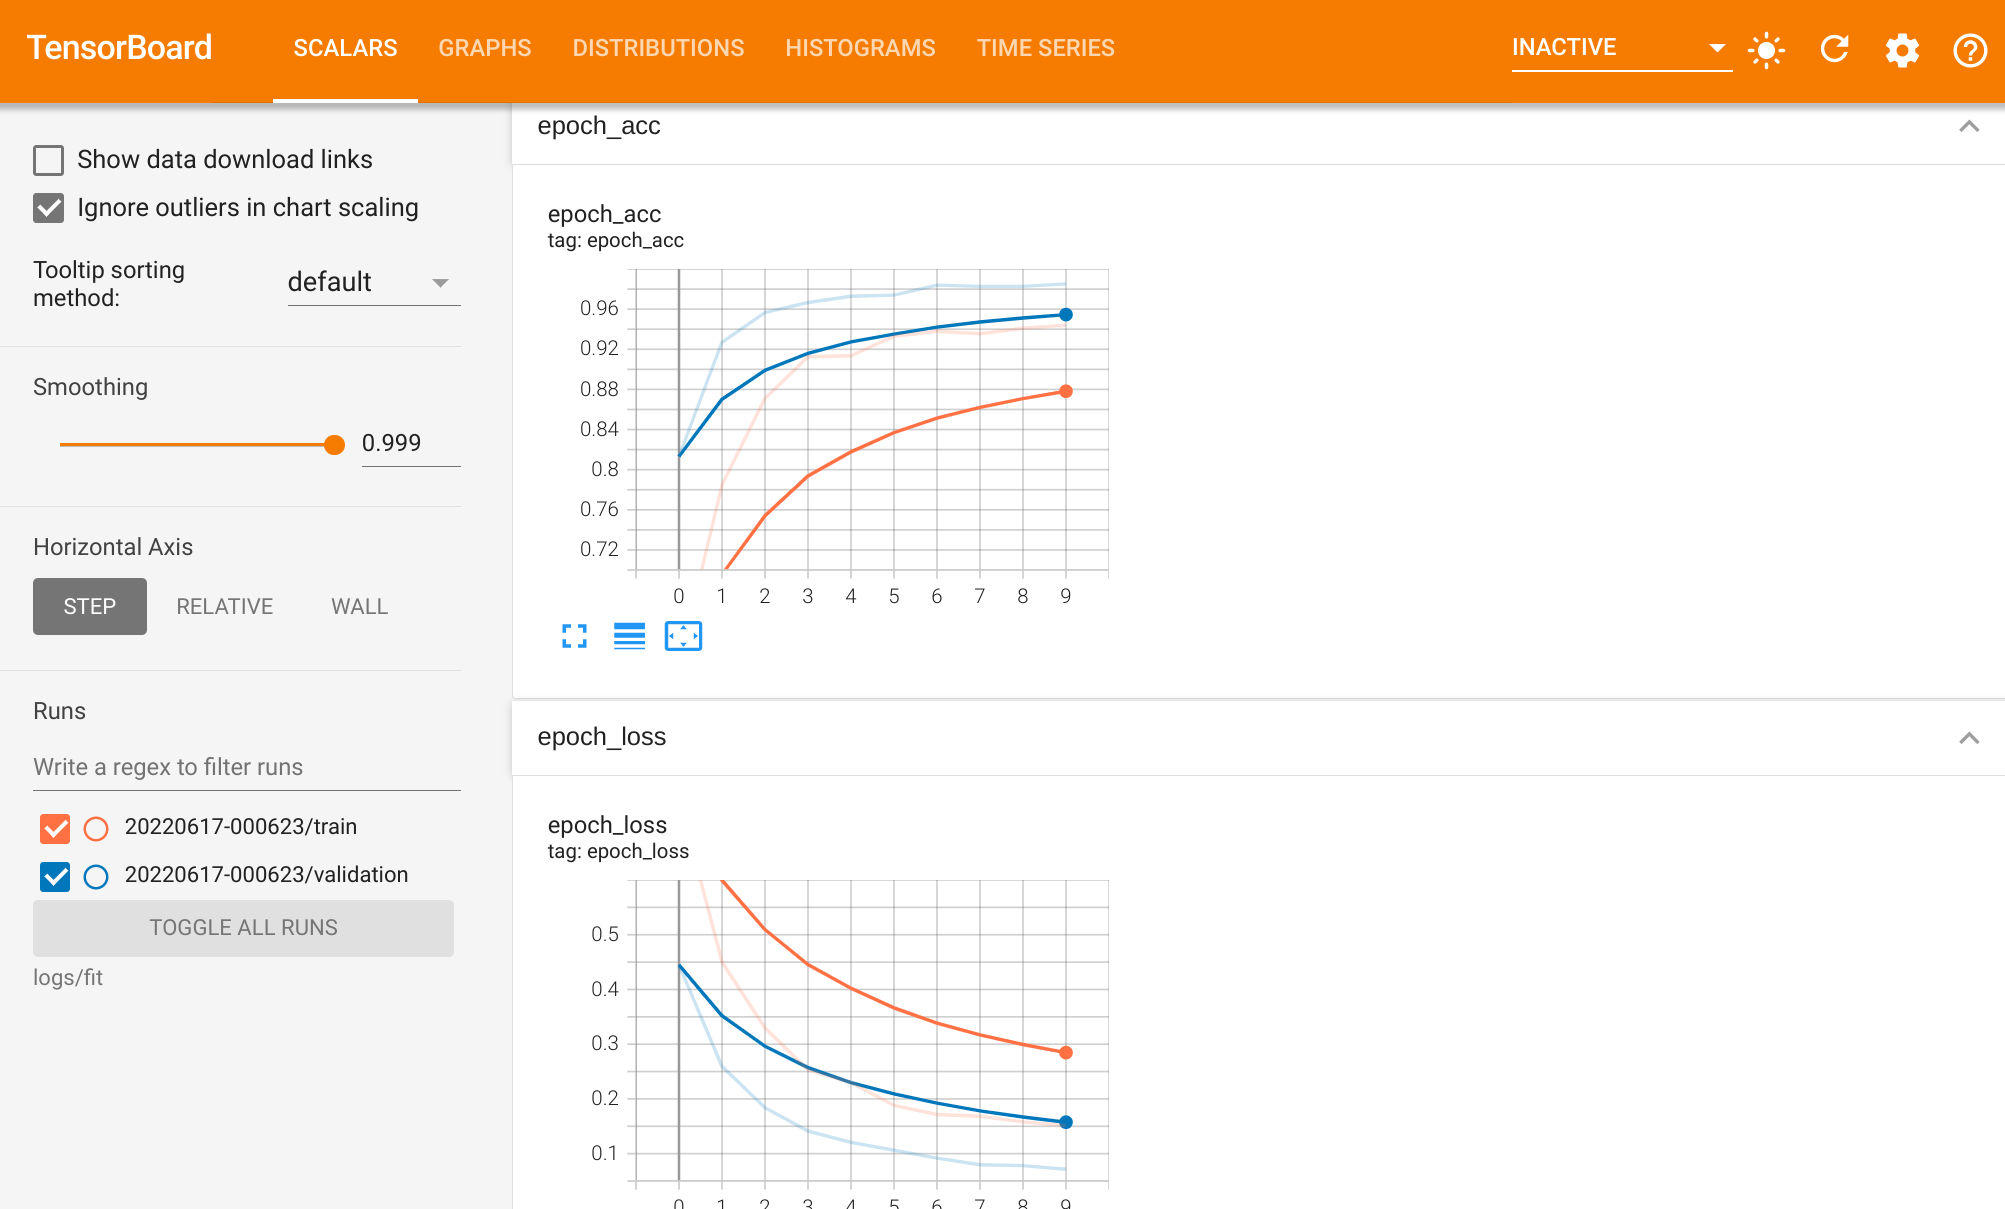 TensorBoard
SCALARS
GRAPHS
DISTRIBUTIONS
HISTOGRAMS
TIME SERIES
INACTIVE
Show data download links
Ignore outliers in chart scaling
Tooltip sorting
method:
default
Smoothing
0.999
Horizontal Axis
STEP
RELATIVE
WALL
Runs
Write a regex to filter runs
20220617-000623/train
20220617-000623/validation
TOGGLE ALL RUNS
logs/fit
epoch_acc
epoch_acc
tag: epoch_acc
0.96
0.92
0.88
0.84
0.8
0.76
0.72
0 1 2 3 4 5 6 7 8 9
epoch_loss
epoch_loss
tag: epoch_loss
0.5
0.4
0.3
0.2
0.1
0 1 2 3 4 5 6 7 8 9